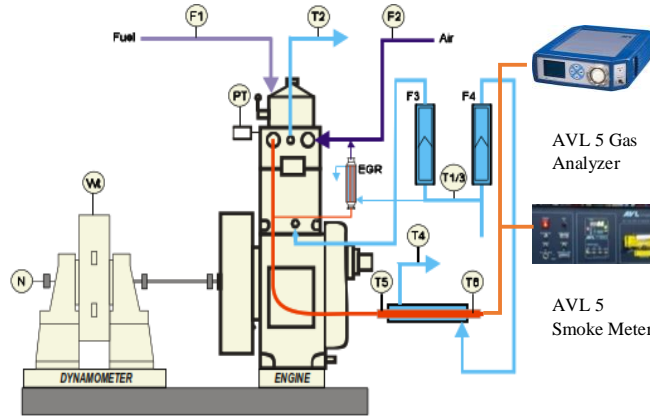 F1
T2
F2
Fuel
Air
PT
F3
F4
AVL 5 Gas
Analyzer
EGR
T1/3
Wt
T4
AVL
N
T5
T6
AVL 5
Smoke Meter
DYNAMOMETER
ENGINE